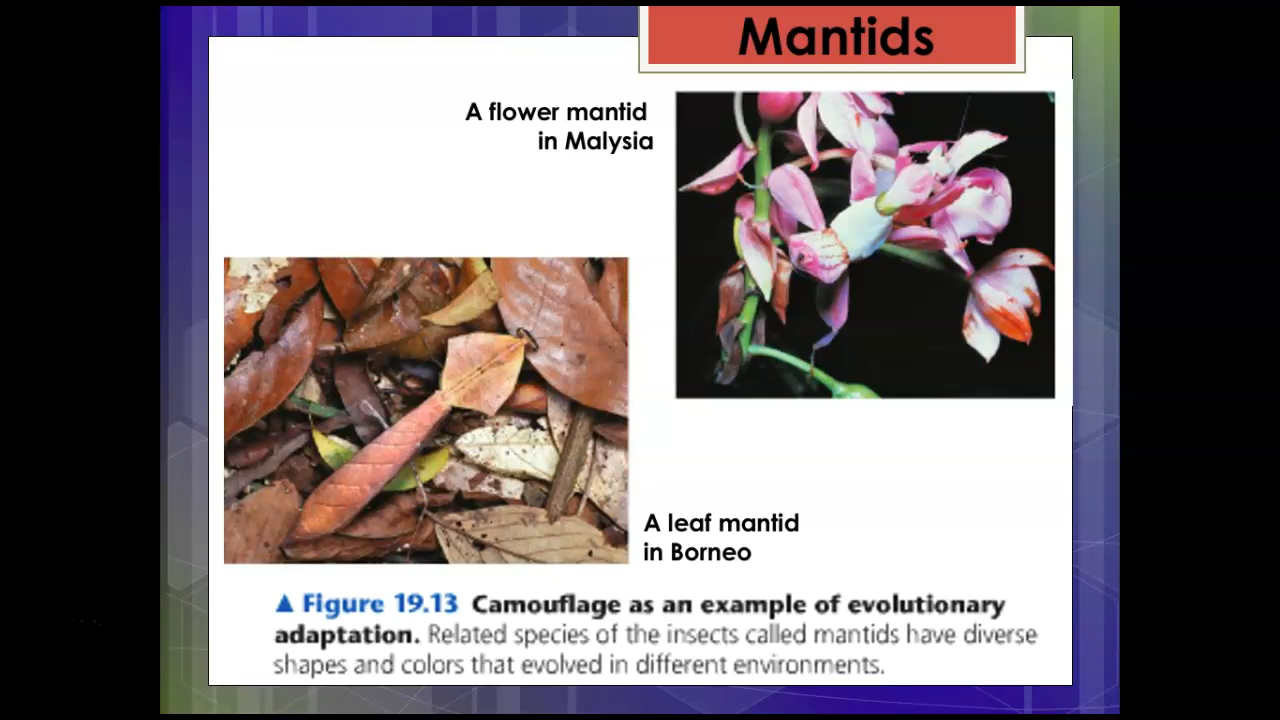 Mantids
A flower mantid
in Malysia
A leaf mantid
in Borneo
▲ Figure 19.13 Camouflage as an example of evolutionary
adaptation. Related species of the insects called mantids have diverse
shapes and colors that evolved in different environments.